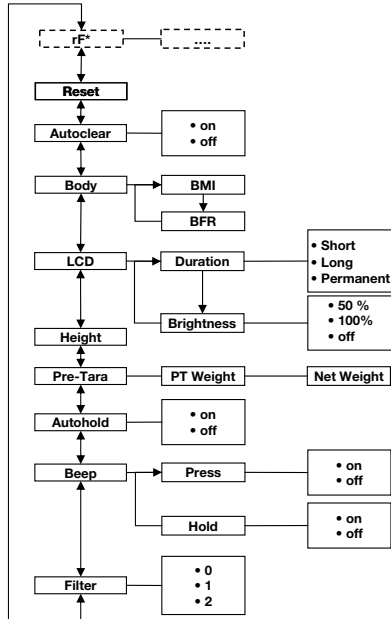 rF*
....
Reset
Autoclear
• on
• off
Body
BMI
BFR
LCD
Duration
• Short
• Long
• Permanent
Brightness
• 50 %
• 100%
• off
Height
Pre-Tara
PT Weight
Net Weight
Autohold
• on
• off
Beep
Press
• on
• off
Hold
• on
• off
Filter
• 0
• 1
• 2